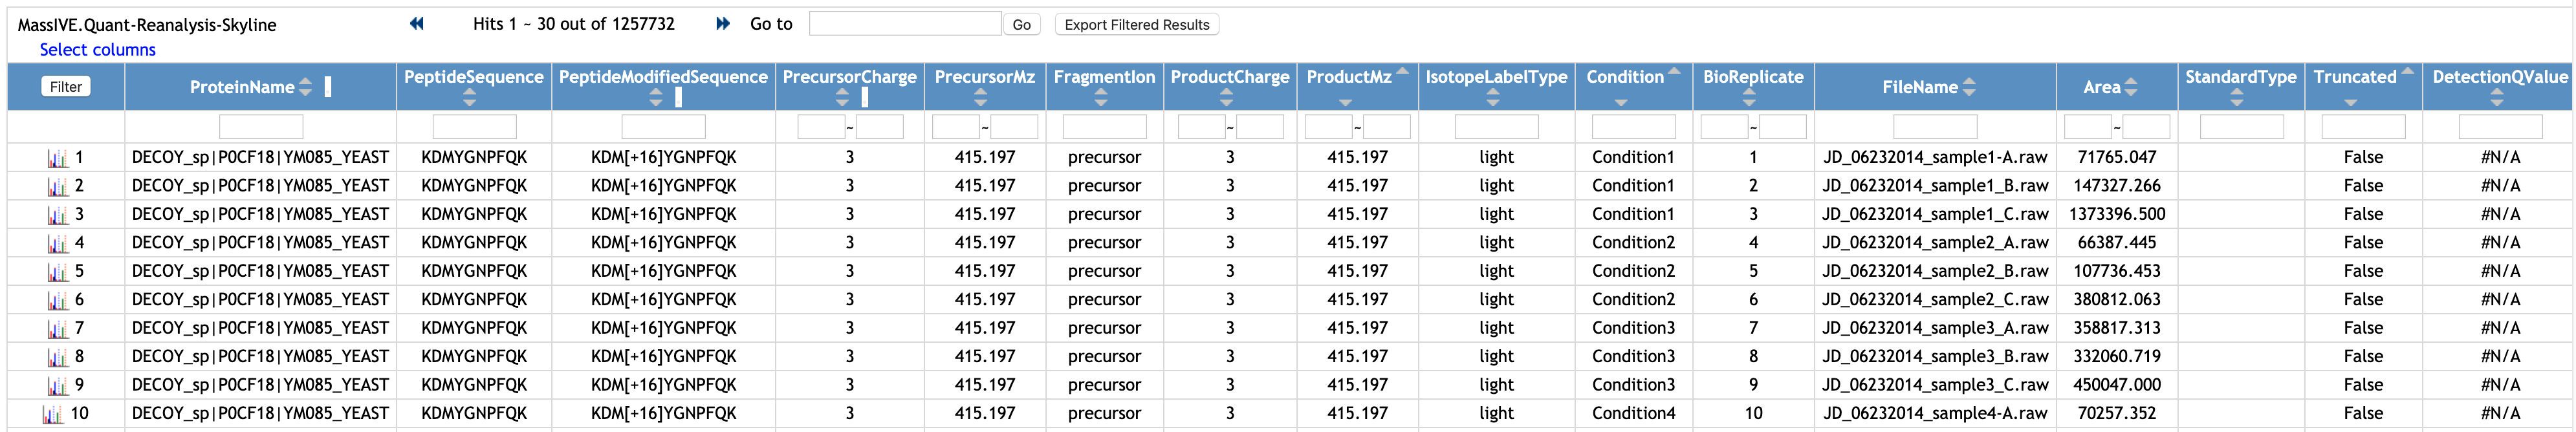 MassIVE.Quant-Reanalysis-Skyline Hits 1 ~ 30 out of 1257732 Go to Go Export Filtered Results
Select columns
Filter ProteinName PeptideSequence PeptideModifiedSequence PrecursorCharge PrecursorMz FragmentIon ProductCharge ProductMz IsotopeLabelType Condition BioReplicate FileName Area StandardType Truncated DetectionQValue
~ ~ ~ ~ ~ ~
1 DECOY_sp|P0CF18|YM085_YEAST KDMYGNPFQK KDM[+16]YGNPFQK 3 415.197 precursor 3 415.197 light Condition1 1 JD_06232014_sample1-A.raw 71765.047 False #N/A
2 DECOY_sp|P0CF18|YM085_YEAST KDMYGNPFQK KDM[+16]YGNPFQK 3 415.197 precursor 3 415.197 light Condition1 2 JD_06232014_sample1_B.raw 147327.266 False #N/A
3 DECOY_sp|P0CF18|YM085_YEAST KDMYGNPFQK KDM[+16]YGNPFQK 3 415.197 precursor 3 415.197 light Condition1 3 JD_06232014_sample1_C.raw 1373396.500 False #N/A
4 DECOY_sp|P0CF18|YM085_YEAST KDMYGNPFQK KDM[+16]YGNPFQK 3 415.197 precursor 3 415.197 light Condition2 4 JD_06232014_sample2_A.raw 66387.445 False #N/A
5 DECOY_sp|P0CF18|YM085_YEAST KDMYGNPFQK KDM[+16]YGNPFQK 3 415.197 precursor 3 415.197 light Condition2 5 JD_06232014_sample2_B.raw 107736.453 False #N/A
6 DECOY_sp|P0CF18|YM085_YEAST KDMYGNPFQK KDM[+16]YGNPFQK 3 415.197 precursor 3 415.197 light Condition2 6 JD_06232014_sample2_C.raw 380812.063 False #N/A
7 DECOY_sp|P0CF18|YM085_YEAST KDMYGNPFQK KDM[+16]YGNPFQK 3 415.197 precursor 3 415.197 light Condition3 7 JD_06232014_sample3_A.raw 358817.313 False #N/A
8 DECOY_sp|P0CF18|YM085_YEAST KDMYGNPFQK KDM[+16]YGNPFQK 3 415.197 precursor 3 415.197 light Condition3 8 JD_06232014_sample3_B.raw 332060.719 False #N/A
9 DECOY_sp|P0CF18|YM085_YEAST KDMYGNPFQK KDM[+16]YGNPFQK 3 415.197 precursor 3 415.197 light Condition3 9 JD_06232014_sample3_C.raw 450047.000 False #N/A
10 DECOY_sp|P0CF18|YM085_YEAST KDMYGNPFQK KDM[+16]YGNPFQK 3 415.197 precursor 3 415.197 light Condition4 10 JD_06232014_sample4-A.raw 70257.352 False #N/A